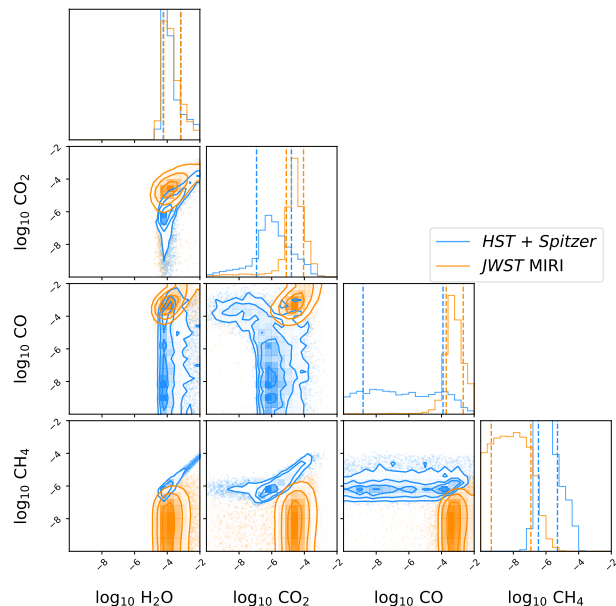 −2
log₁₀ CO₂
−4
−6
−8
HST + Spitzer
JWST MIRI
−2
log₁₀ CO
−4
−6
−8
−2
log₁₀ CH₄
−4
−6
−8
−8 −6 −4 −2 −8 −6 −4 −2 −8 −6 −4 −2 −8 −6 −4 −2
log₁₀ H₂O log₁₀ CO₂ log₁₀ CO log₁₀ CH₄